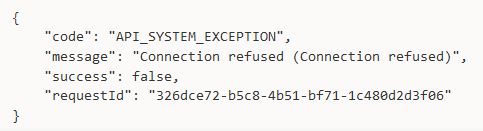 {
    "code": "API_SYSTEM_EXCEPTION",
    "message": "Connection refused (Connection refused)",
    "success": false,
    "requestId": "326dce72-b5c8-4b51-bf71-1c480d2d3f06"
}